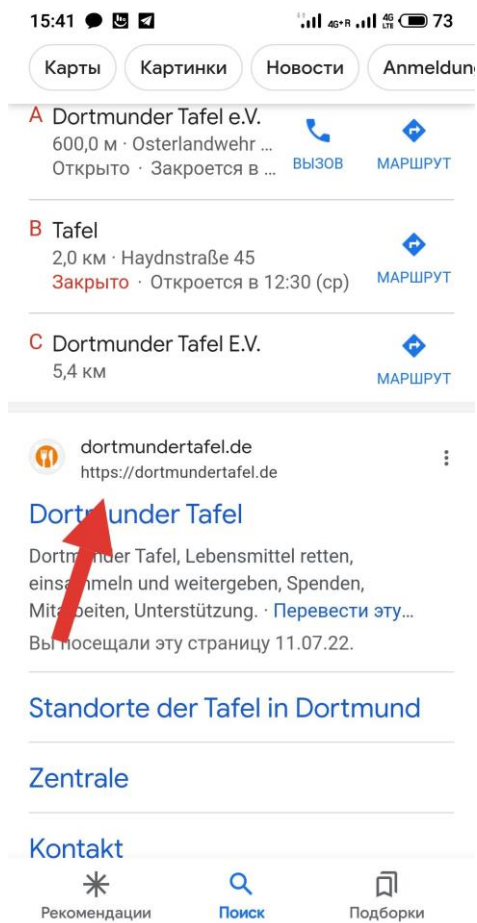 15:41 4G+R 4G LTE 73
Карты Картинки Новости Anmeldun
A Dortmunder Tafel e.V.
600,0 м · Osterlandwehr ...
Открыто · Закроется в ...
ВЫЗОВ МАРШРУТ
B Tafel
2,0 км · Haydnstraße 45
Закрыто · Откроется в 12:30 (ср)
МАРШРУТ
C Dortmunder Tafel E.V.
5,4 км
МАРШРУТ
dortmundertafel.de
https://dortmundertafel.de
Dortmunder Tafel
Dortmunder Tafel, Lebensmittel retten,
einsammeln und weitergeben, Spenden,
Mitarbeiten, Unterstützung. · Перевести эту...
Вы посещали эту страницу 11.07.22.
Standorte der Tafel in Dortmund
Zentrale
Kontakt
Рекомендации Поиск Подборки